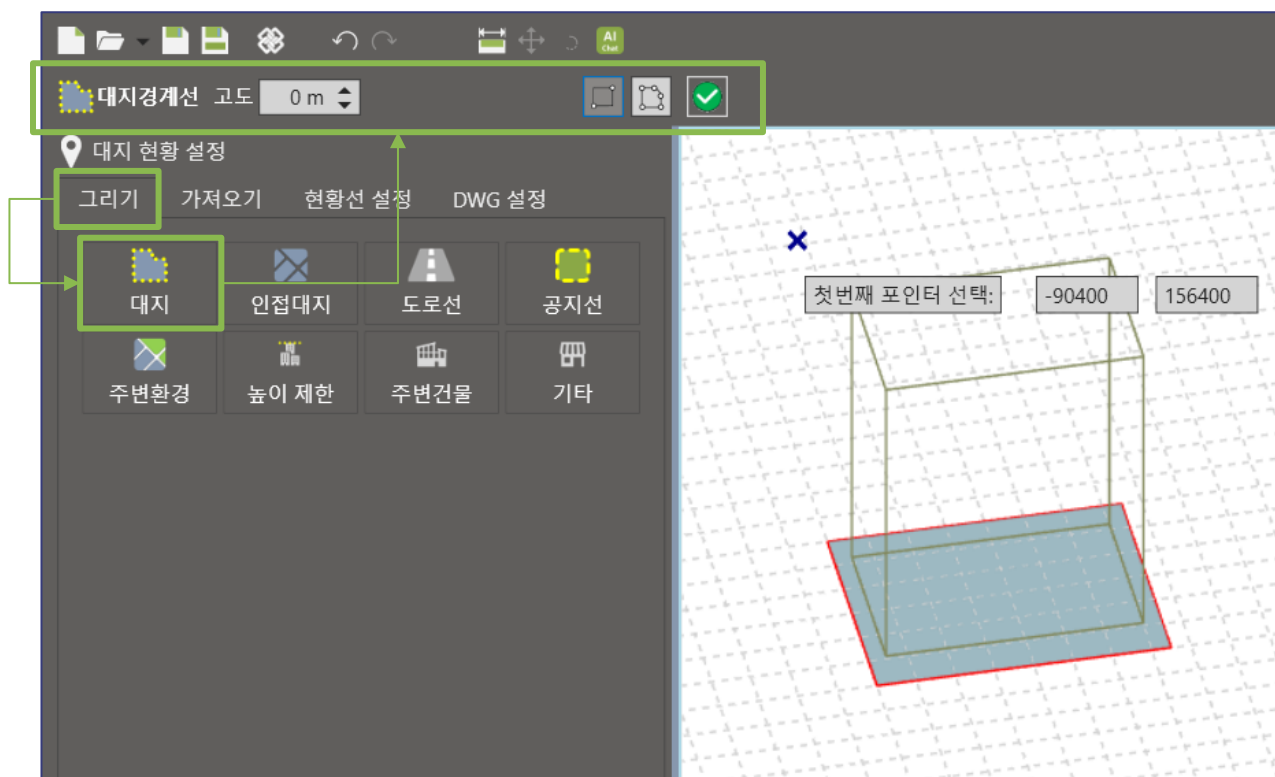 AI
Chat
대지경계선 고도 0 m
대지 현황 설정
그리기 가져오기 현황선 설정 DWG 설정
대지 인접대지 도로선 공지선
주변환경 높이 제한 주변건물 기타
첫번째 포인터 선택: -90400 156400